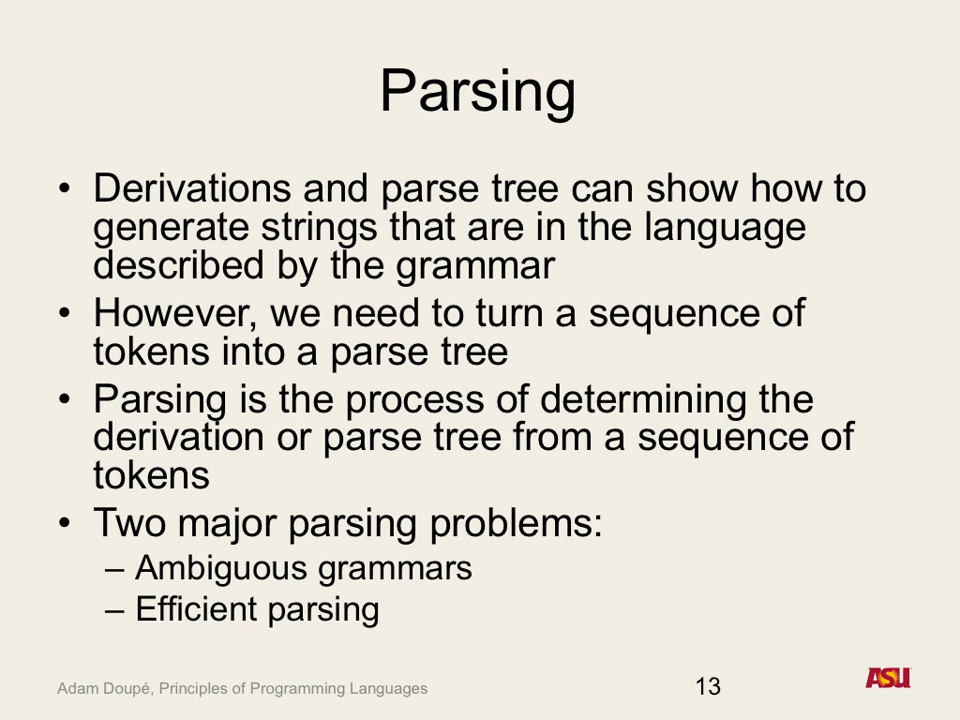 Parsing
• Derivations and parse tree can show how to
generate strings that are in the language
described by the grammar
• However, we need to turn a sequence of
tokens into a parse tree
• Parsing is the process of determining the
derivation or parse tree from a sequence of
tokens
• Two major parsing problems:
– Ambiguous grammars
– Efficient parsing
Adam Doupé, Principles of Programming Languages
13
ASU